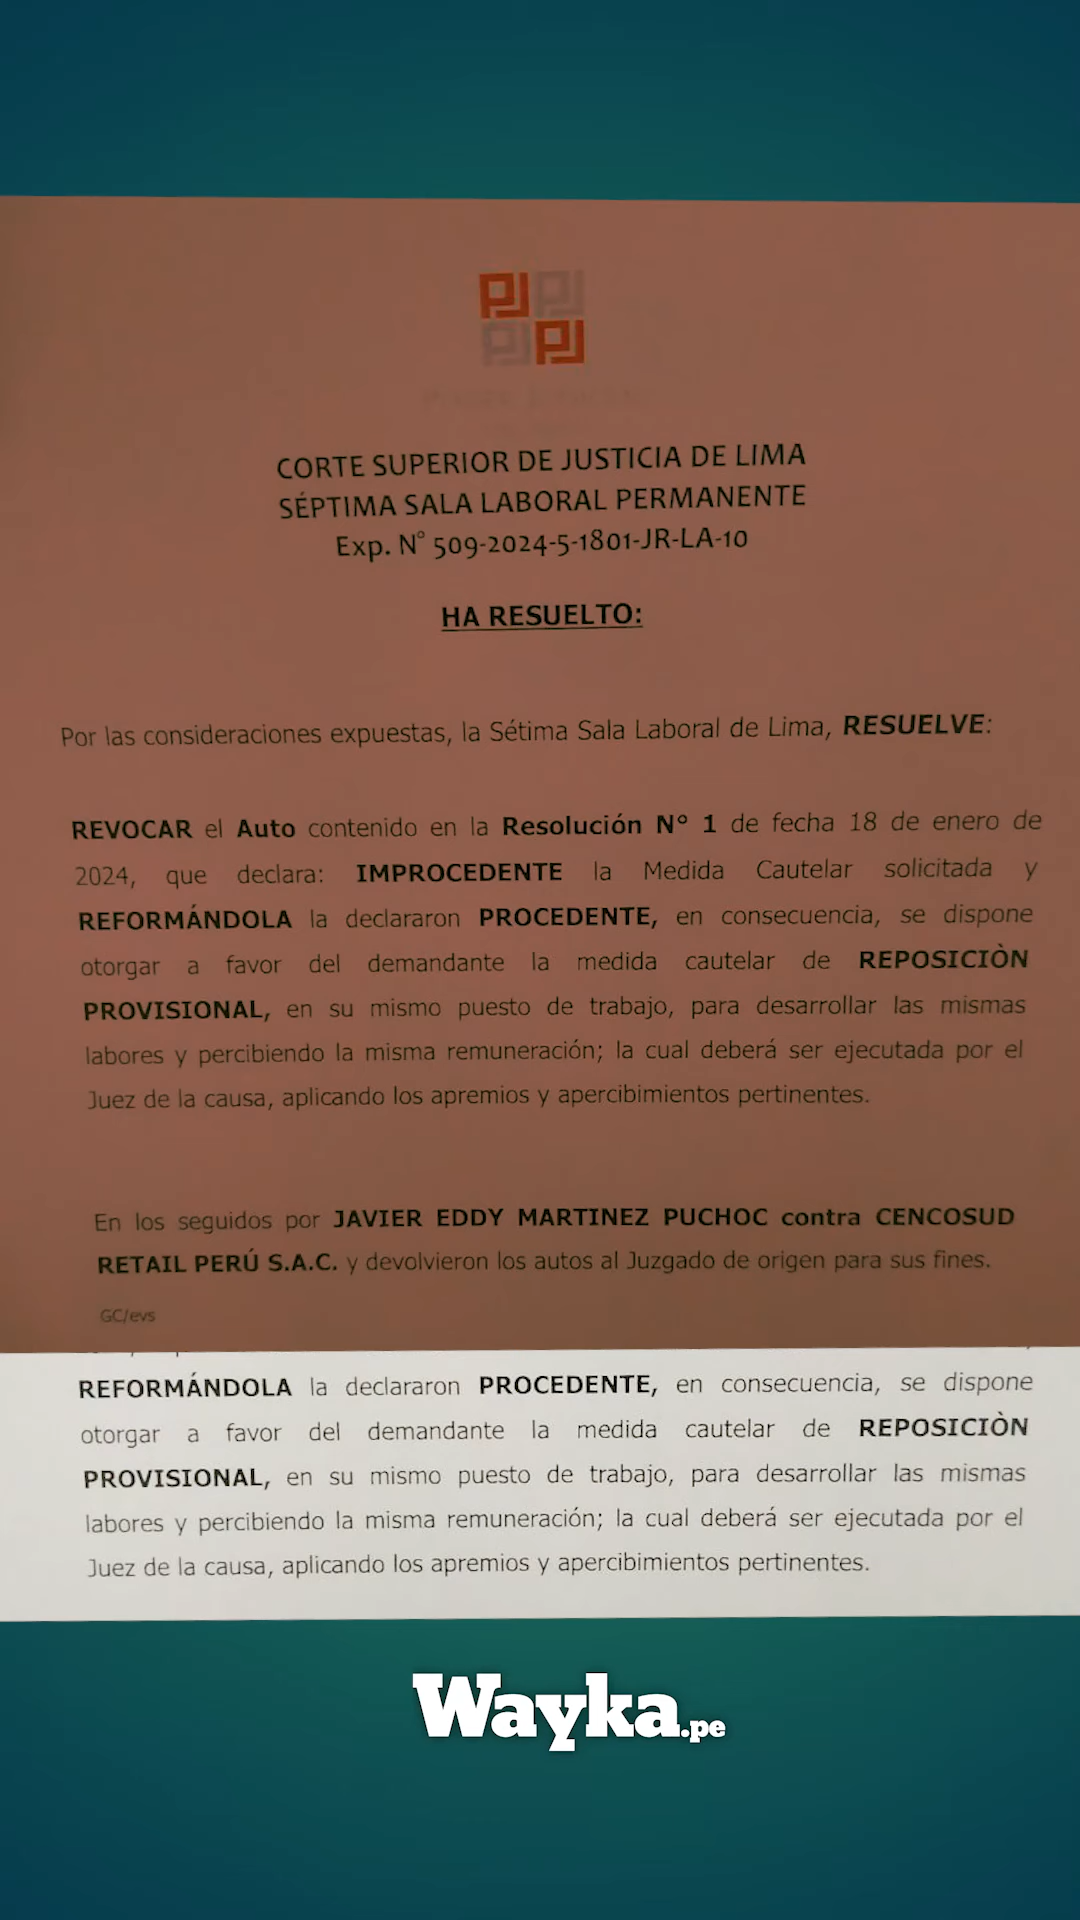 PJ PJ
PJ PJ
PODER JUDICIAL
CORTE SUPERIOR DE JUSTICIA DE LIMA
SÉPTIMA SALA LABORAL PERMANENTE
Exp. N° 509-2024-5-1801-JR-LA-10
HA RESUELTO:
Por las consideraciones expuestas, la Sétima Sala Laboral de Lima, RESUELVE:
REVOCAR el Auto contenido en la Resolución Nº 1 de fecha 18 de enero de
2024, que declara: IMPROCEDENTE la Medida Cautelar solicitada y
REFORMÁNDOLA la declararon PROCEDENTE, en consecuencia, se dispone
otorgar a favor del demandante la medida cautelar de REPOSICIÒN
PROVISIONAL, en su mismo puesto de trabajo, para desarrollar las mismas
labores y percibiendo la misma remuneración; la cual deberá ser ejecutada por el
Juez de la causa, aplicando los apremios y apercibimientos pertinentes.
En los seguidos por JAVIER EDDY MARTINEZ PUCHOC contra CENCOSUD
RETAIL PERÚ S.A.C. y devolvieron los autos al Juzgado de origen para sus fines.
GC/evs
REFORMÁNDOLA la declararon PROCEDENTE, en consecuencia, se dispone
otorgar a favor del demandante la medida cautelar de REPOSICIÒN
PROVISIONAL, en su mismo puesto de trabajo, para desarrollar las mismas
labores y percibiendo la misma remuneración; la cual deberá ser ejecutada por el
Juez de la causa, aplicando los apremios y apercibimientos pertinentes.
Wayka.pe